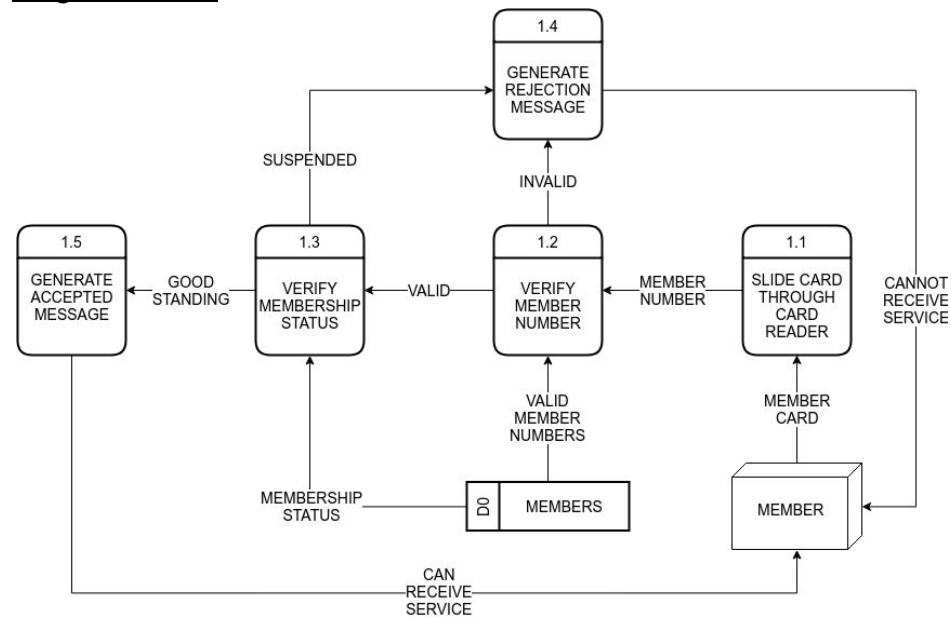 1.4
GENERATE
REJECTION
MESSAGE
SUSPENDED
INVALID
1.5
GENERATE
ACCEPTED
MESSAGE
GOOD
STANDING
1.3
VERIFY
MEMBERSHIP
STATUS
VALID
1.2
VERIFY
MEMBER
NUMBER
MEMBER
NUMBER
1.1
SLIDE CARD
THROUGH
CARD
READER
CANNOT
RECEIVE
SERVICE
VALID
MEMBER
NUMBERS
MEMBER
CARD
MEMBERSHIP
STATUS
D0
MEMBERS
MEMBER
CAN
RECEIVE
SERVICE